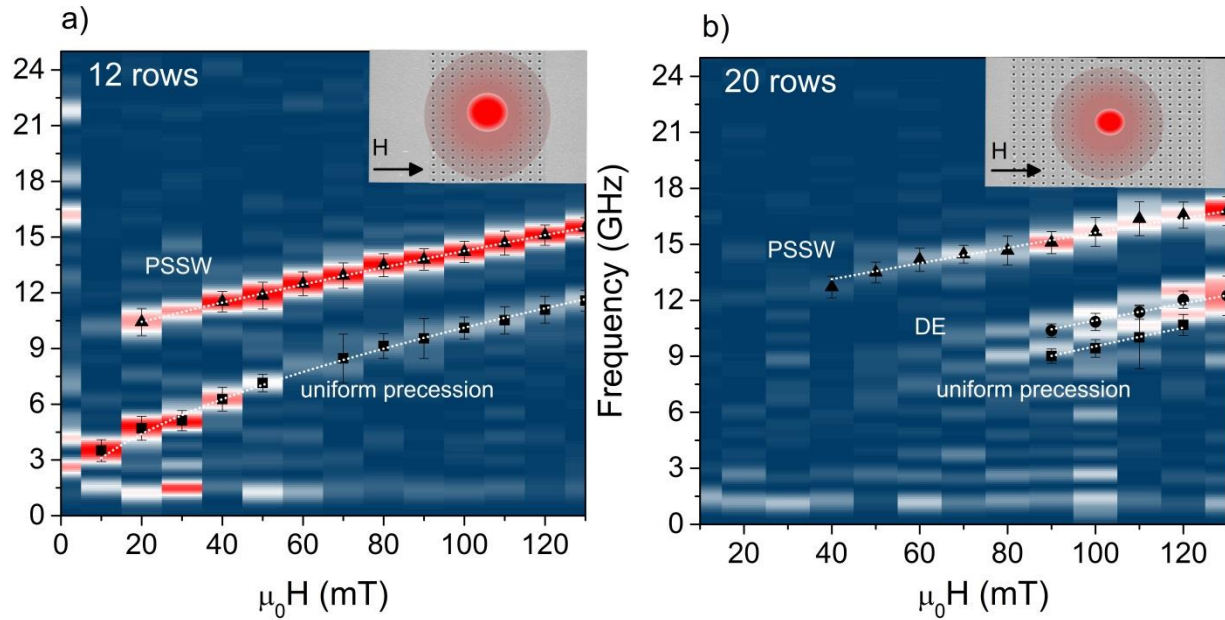 a)
12 rows
H
PSSW
uniform precession
24
21
18
15
12
9
6
3
0
0 20 40 60 80 100 120
μ₀H (mT)
b)
20 rows
H
PSSW
DE
uniform precession
Frequency (GHz)
24
21
18
15
12
9
6
3
0
20 40 60 80 100 120
μ₀H (mT)